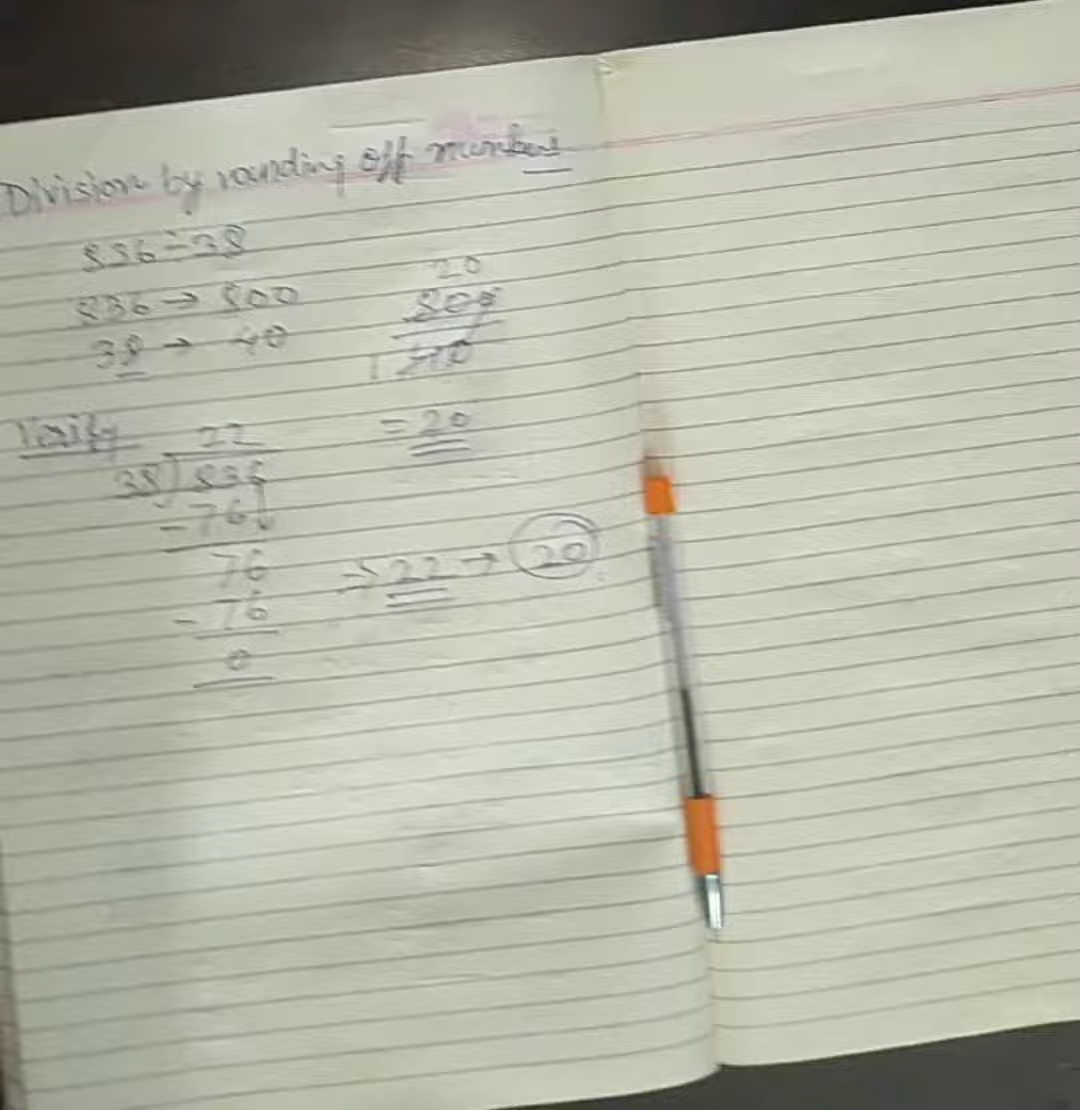 Division by rounding off numbers
836 ÷ 38
836 → 800
38 → 40
20
800
40
= 20
Verify
22
38) 836
- 76↓
76
- 76
0
⇒ 22 → 20